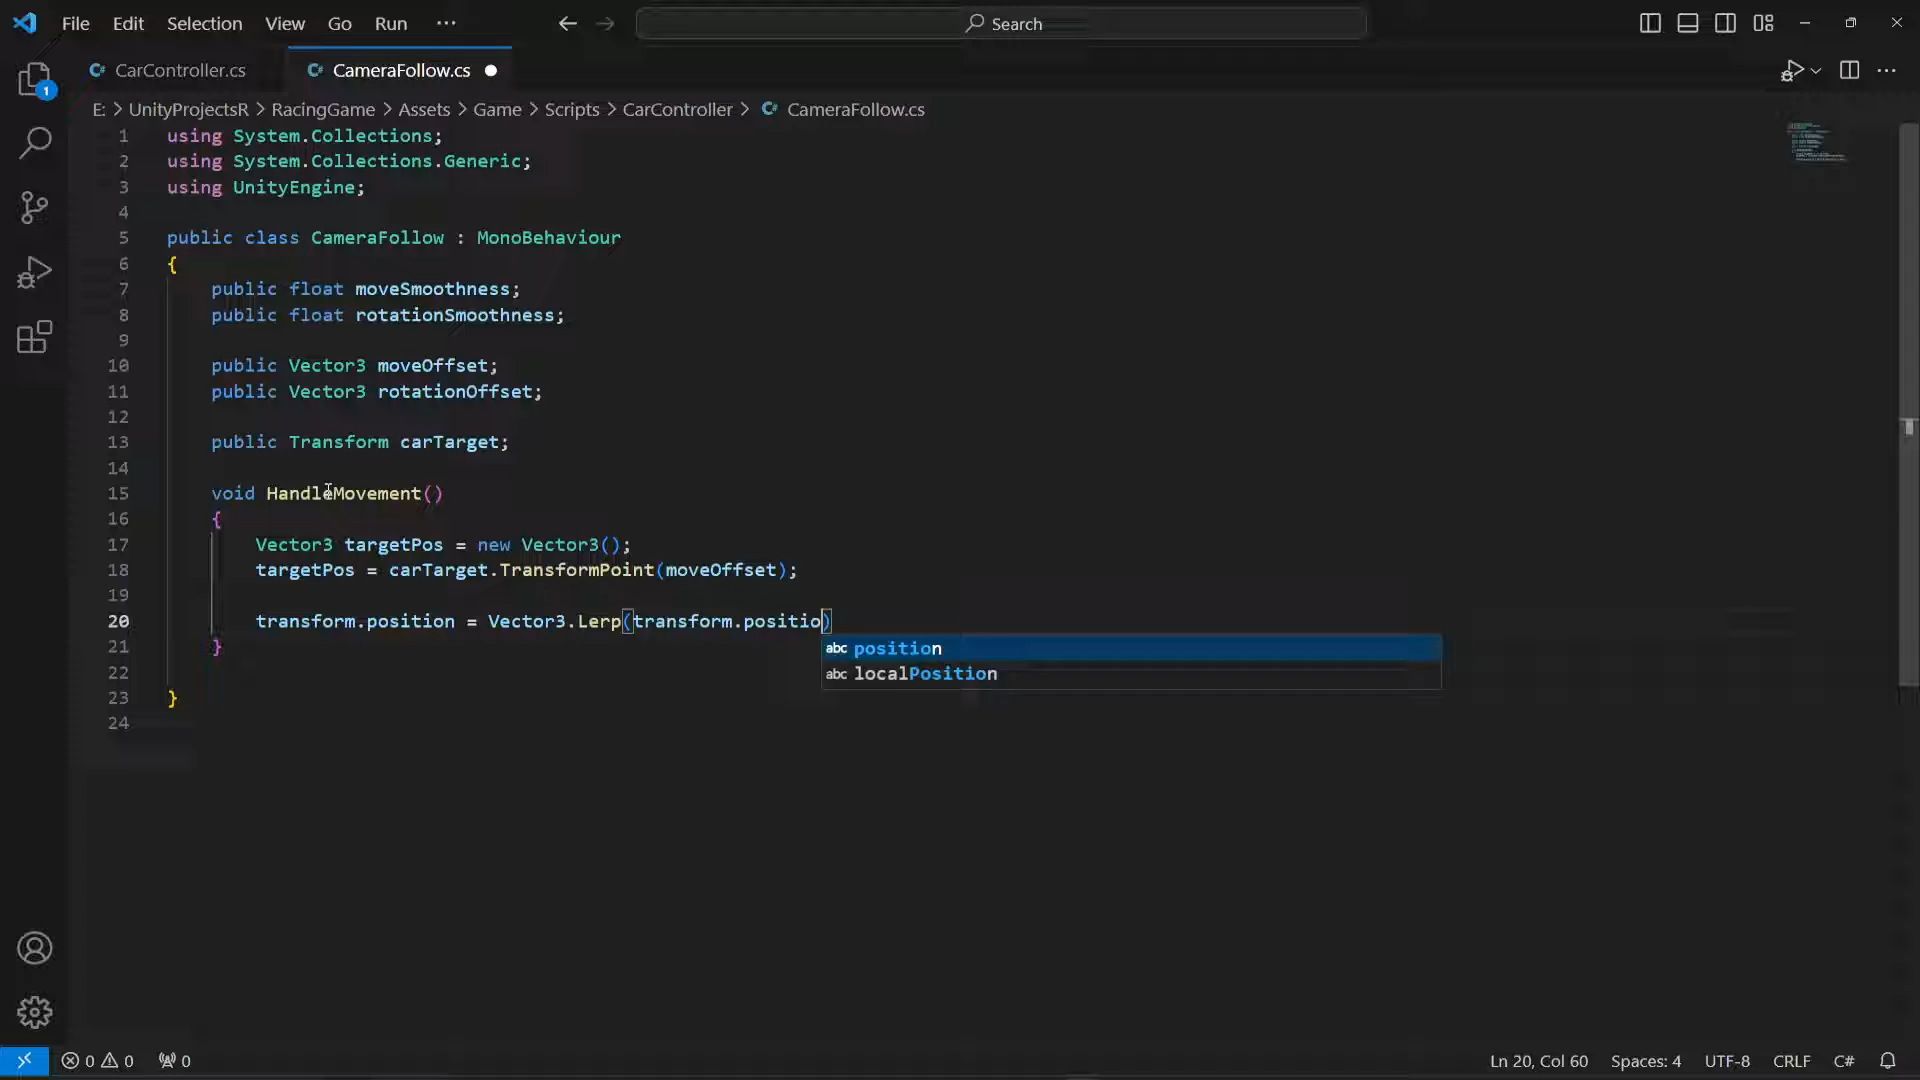 File Edit Selection View Go Run ··· Search
CarController.cs CameraFollow.cs
E: > UnityProjectsR > RacingGame > Assets > Game > Scripts > CarController > CameraFollow.cs
1 using System.Collections;
2 using System.Collections.Generic;
3 using UnityEngine;
4
5 public class CameraFollow : MonoBehaviour
6 {
7 public float moveSmoothness;
8 public float rotationSmoothness;
9
10 public Vector3 moveOffset;
11 public Vector3 rotationOffset;
12
13 public Transform carTarget;
14
15 void HandleMovement()
16 {
17 Vector3 targetPos = new Vector3();
18 targetPos = carTarget.TransformPoint(moveOffset);
19
20 transform.position = Vector3.Lerp(transform.positio)
21 }
abc position
22
abc localPosition
23 }
24
1
0 0 0 Ln 20, Col 60 Spaces: 4 UTF-8 CRLF C#